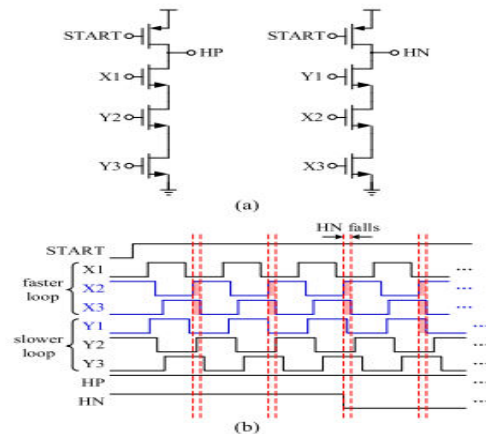 START HP
X1
Y2
Y3
START HN
Y1
X2
X3
(a)
HN falls
START
faster loop
X1
X2
X3
slower loop
Y1
Y2
Y3
HP
HN
(b)